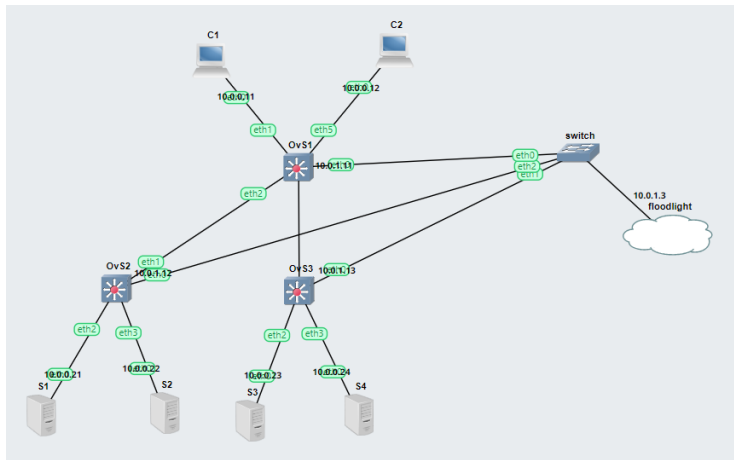 C1
C2
10.0.0.11
10.0.0.12
eth1
eth5
OvS1
switch
10.0.1.11
eth0
eth2
eth1
eth2
10.0.1.3
floodlight
OvS2
eth1
10.0.1.12
OvS3
10.0.1.13
eth2
eth3
eth2
eth3
10.0.0.21
10.0.0.22
10.0.0.23
10.0.0.24
S1
S2
S3
S4